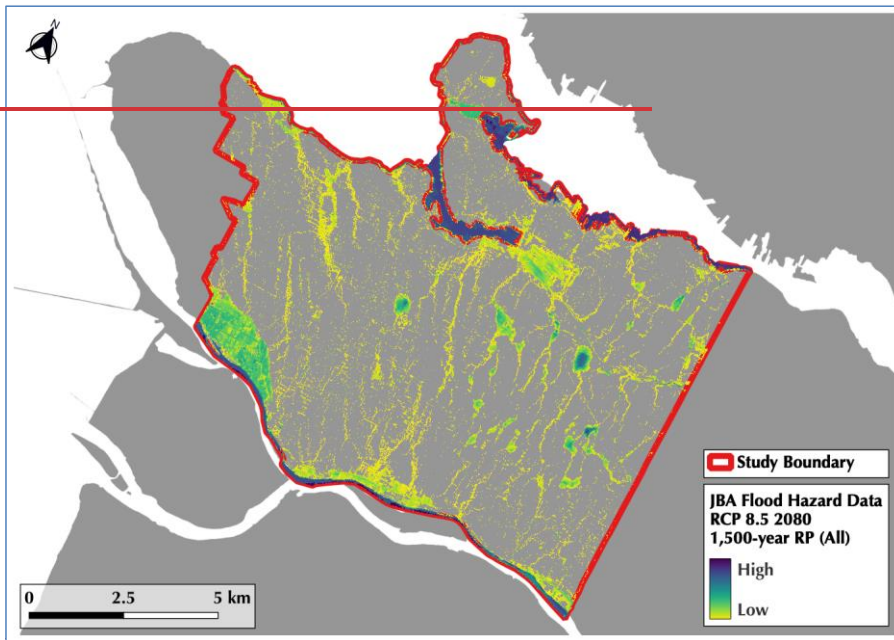 N
Study Boundary
JBA Flood Hazard Data
RCP 8.5 2080
1,500-year RP (All)
High
Low
0 2.5 5 km